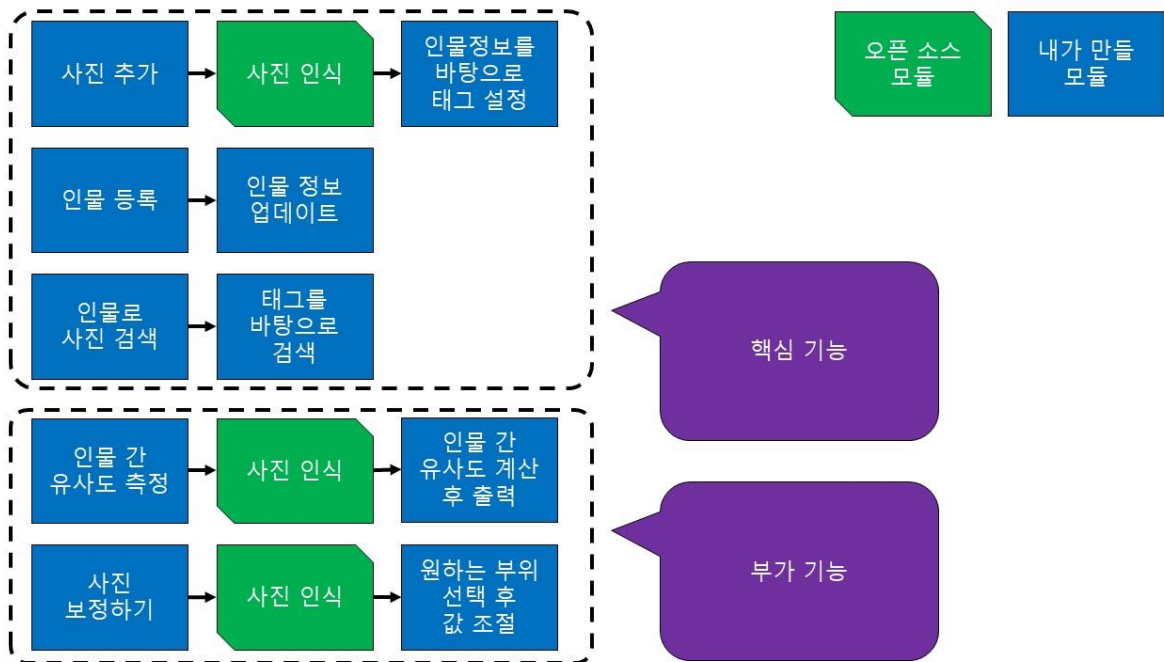 사진 추가
사진 인식
인물정보를
바탕으로
태그 설정
오픈 소스
모듈
내가 만들
모듈
인물 등록
인물 정보
업데이트
인물로
사진 검색
태그를
바탕으로
검색
핵심 기능
인물 간
유사도 측정
사진 인식
인물 간
유사도 계산
후 출력
사진
보정하기
사진 인식
원하는 부위
선택 후
값 조절
부가 기능